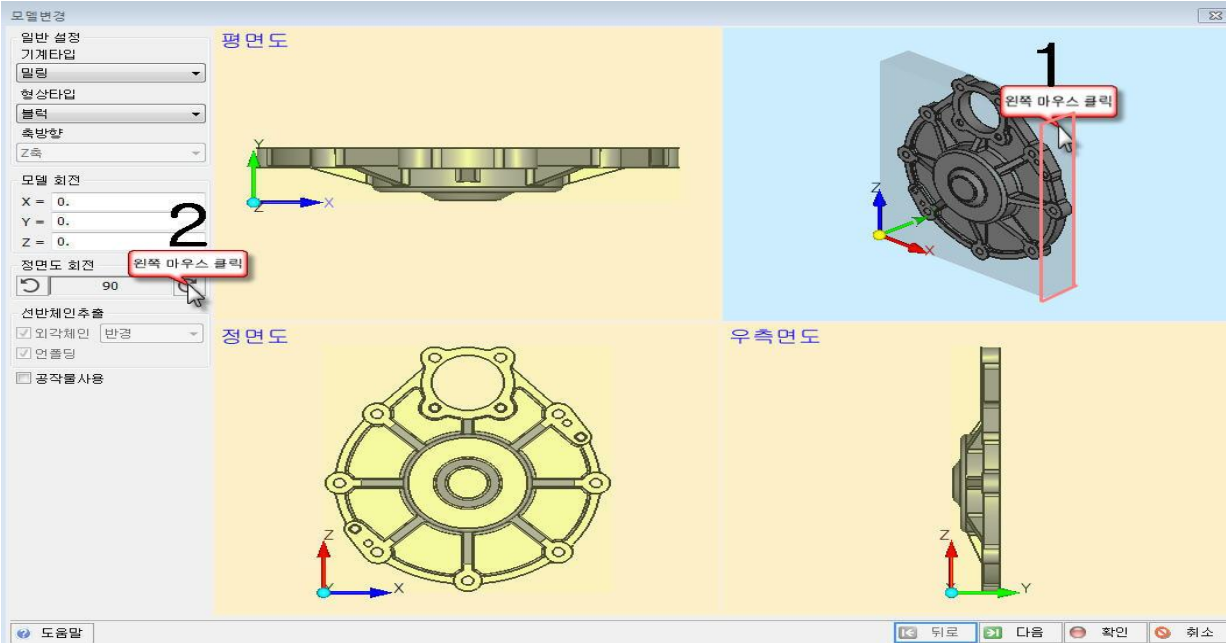 모델변경
일반 설정
기계타입
밀링
형상타입
블럭
축방향
Z축
모델 회전
X = 0.
Y = 0.
Z = 0.
2
왼쪽 마우스 클릭
정면도 회전
90
선반체인추출
외각체인 반경
언폴딩
공작물사용
평면도
Y
Z
X
1
왼쪽 마우스 클릭
Z
Y
X
정면도
Z
Y
X
우측면도
Z
X
Y
도움말
뒤로
다음
확인
취소